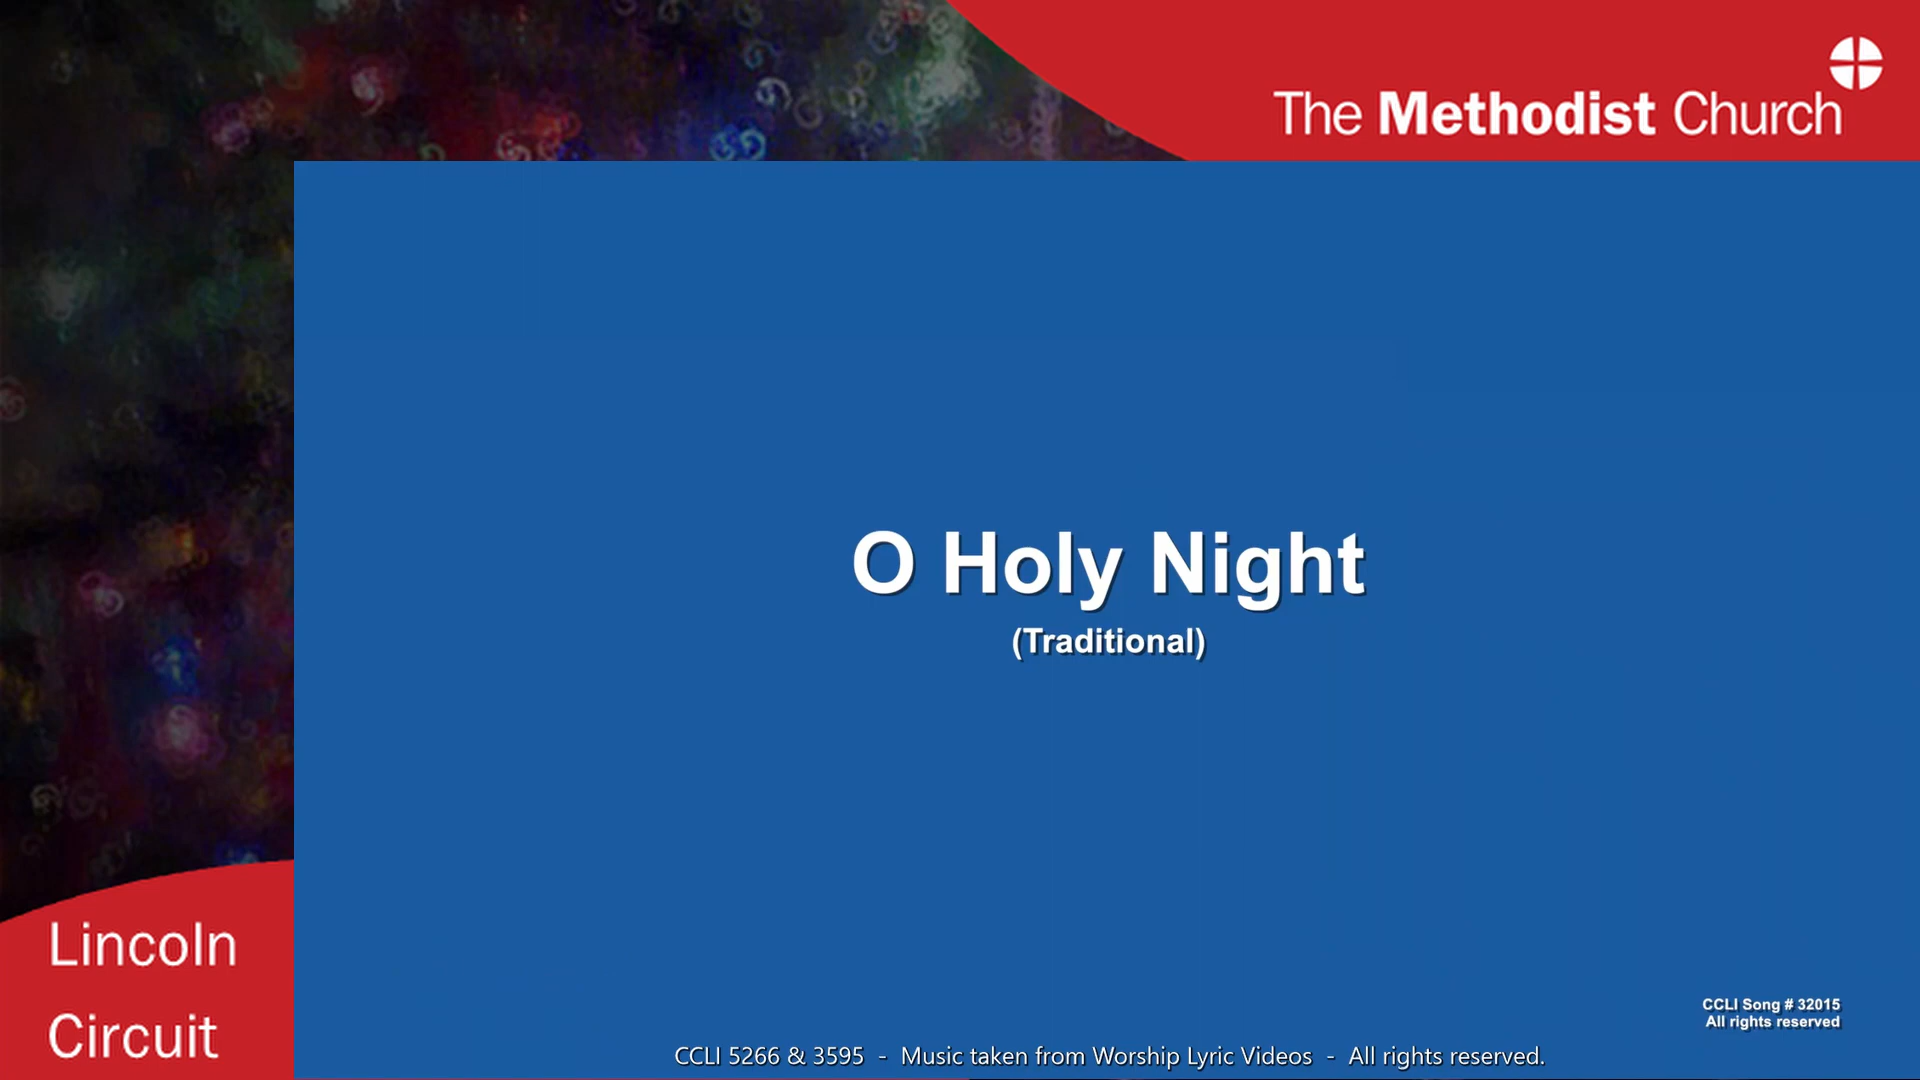 The Methodist Church
O Holy Night
(Traditional)
Lincoln
Circuit
CCLI Song # 32015
All rights reserved
CCLI 5266 & 3595 - Music taken from Worship Lyric Videos - All rights reserved.